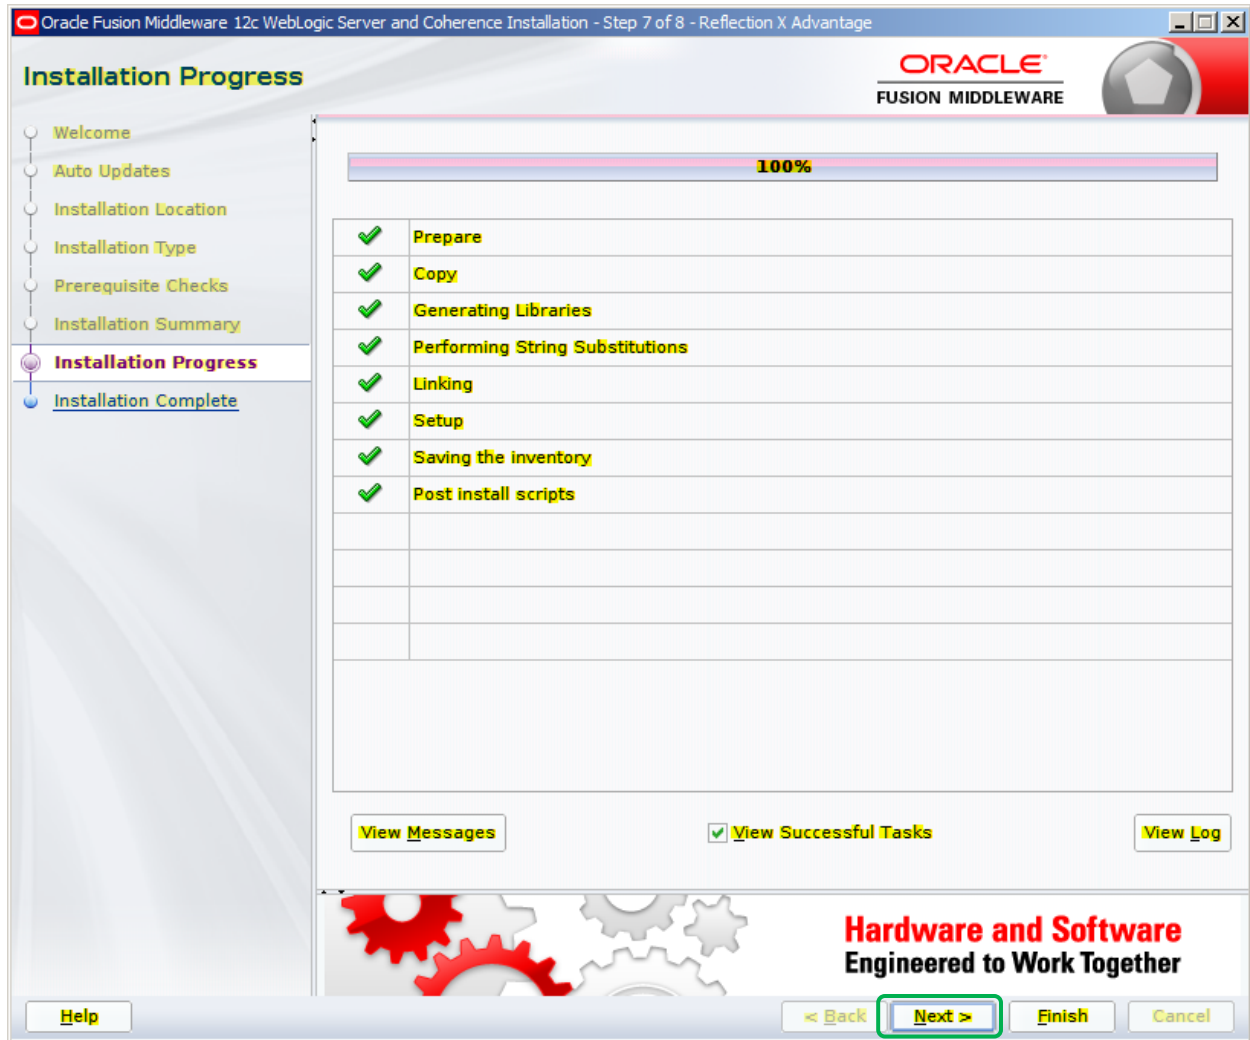 Oracle Fusion Middleware 12c WebLogic Server and Coherence Installation - Step 7 of 8 - Reflection X Advantage
Installation Progress
ORACLE
FUSION MIDDLEWARE
Welcome
Auto Updates
Installation Location
Installation Type
Prerequisite Checks
Installation Summary
Installation Progress
Installation Complete
100%
Prepare
Copy
Generating Libraries
Performing String Substitutions
Linking
Setup
Saving the inventory
Post install scripts
View Messages
View Successful Tasks
View Log
Hardware and Software
Engineered to Work Together
Help
< Back
Next >
Finish
Cancel